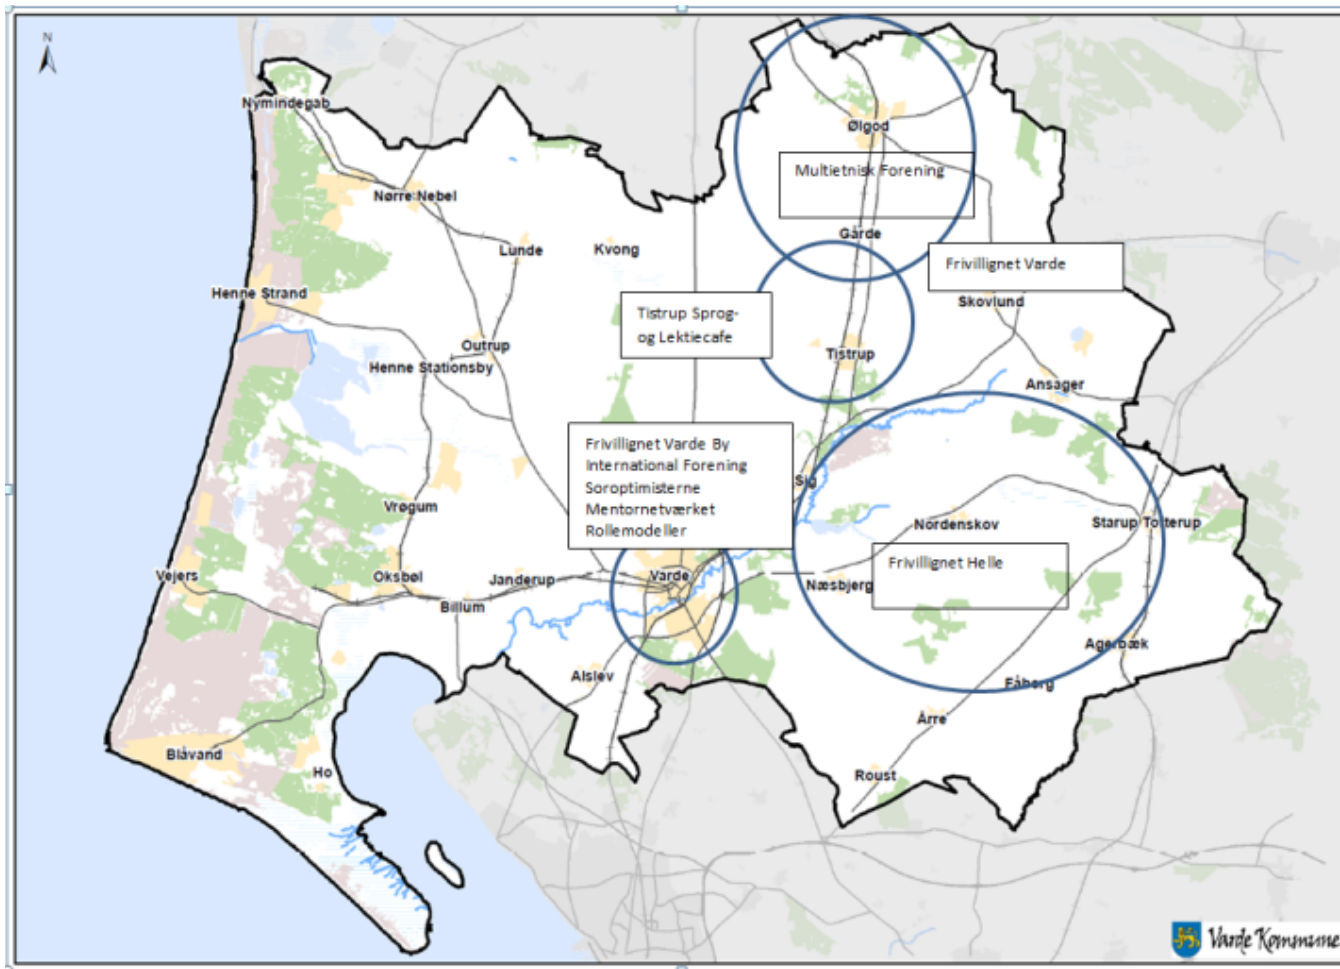 N
Nymindegab
Ølgod
Multietnisk Forening
Nørre Nebel
Gårde
Lunde
Kvong
Frivillignet Varde
Henne Strand
Skovlund
Tistrup Sprog-
og Lektiecafe
Outrup
Tistrup
Henne Stationsby
Ansager
Frivillignet Varde By
International Forening
Soroptimisterne
Mentornetværket
Rollemodeller
Sig
Vrøgum
Nordenskov
Starup Tofterup
Frivillignet Helle
Vejers
Oksbøl
Janderup
Varde
Næsbjerg
Billum
Agerbæk
Alslev
Fåborg
Årre
Blåvand
Ho
Roust
Varde Kommune